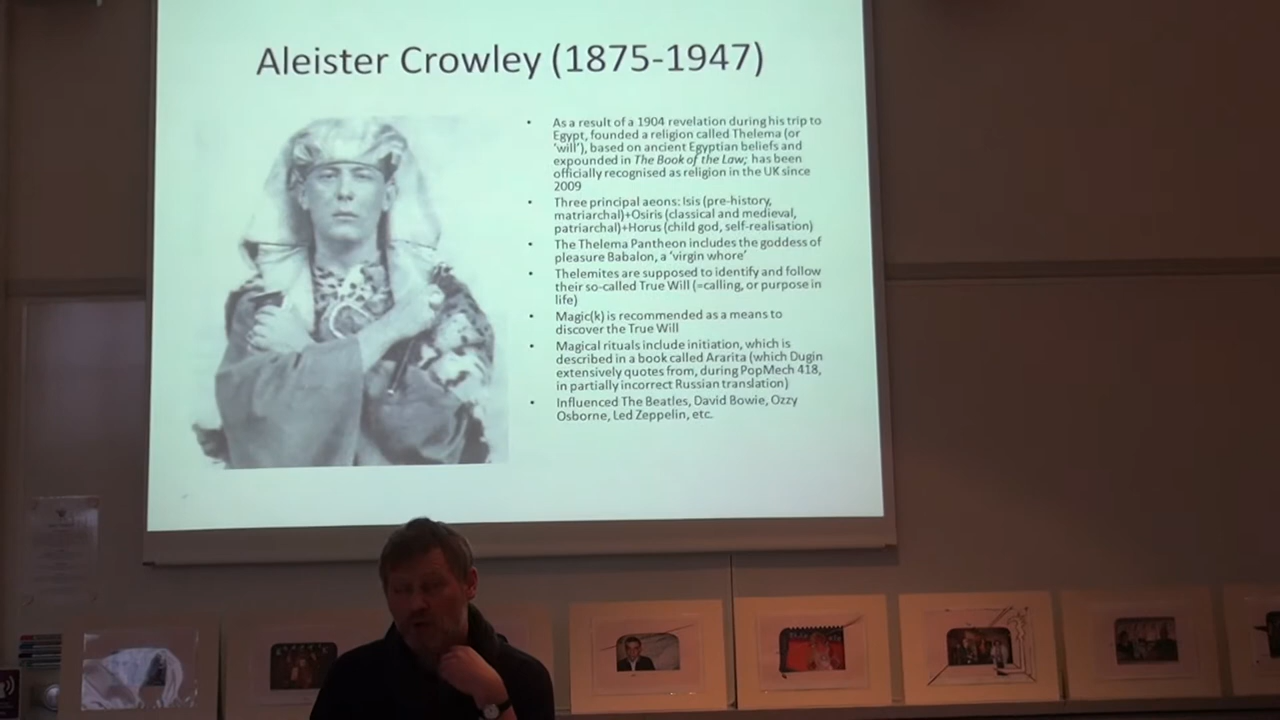 Aleister Crowley (1875-1947)
• As a result of a 1904 revelation during his trip to
Egypt, founded a religion called Thelema (or
'will'), based on ancient Egyptian beliefs and
expounded in The Book of the Law; has been
officially recognised as religion in the UK since
2009
• Three principal aeons: Isis (pre-history,
matriarchal)+Osiris (classical and medieval,
patriarchal)+Horus (child god, self-realisation)
• The Thelema Pantheon includes the goddess of
pleasure Babalon, a 'virgin whore'
• Thelemites are supposed to identify and follow
their so-called True Will (=calling, or purpose in
life)
• Magic(k) is recommended as a means to
discover the True Will
• Magical rituals include initiation, which is
described in a book called Ararita (which Dugin
extensively quotes from, during PopMech 418,
in partially incorrect Russian translation)
• Influenced The Beatles, David Bowie, Ozzy
Osborne, Led Zeppelin, etc.